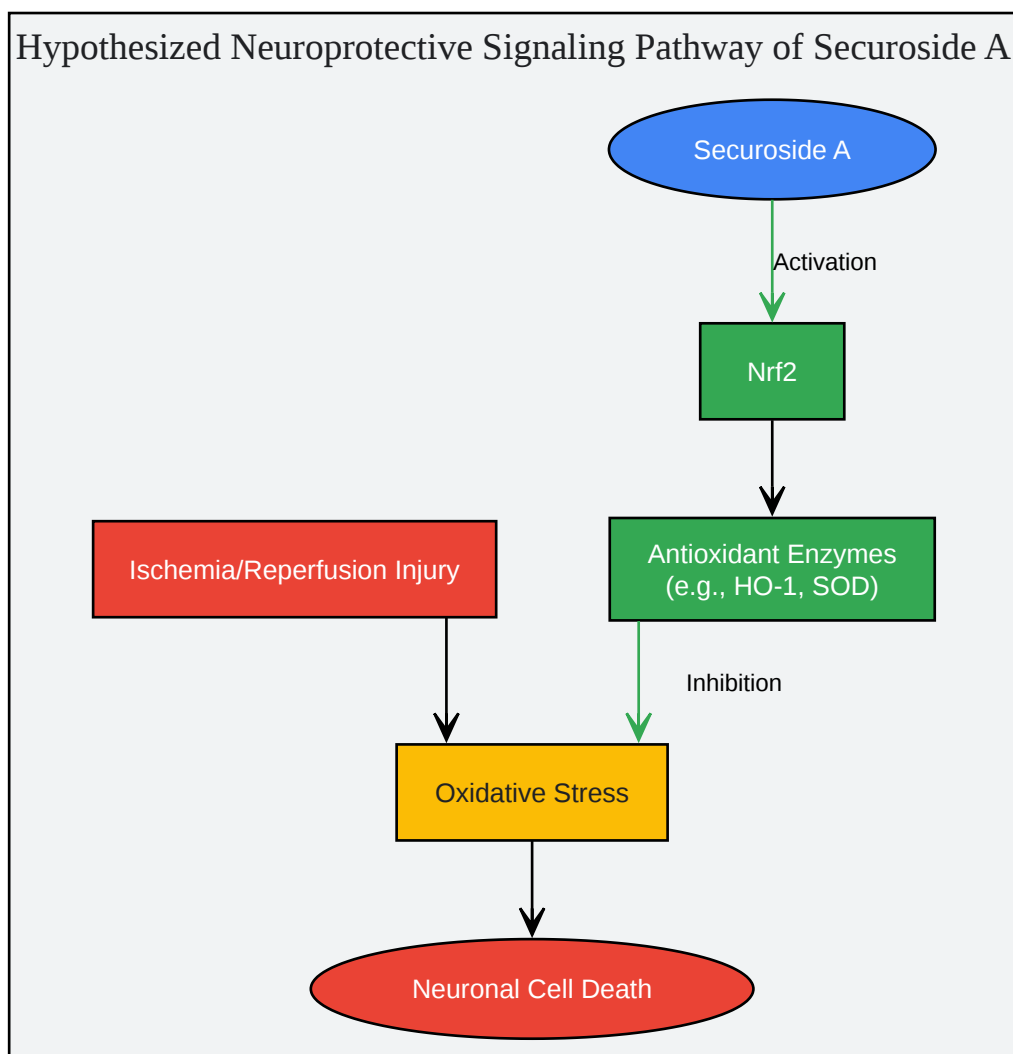 Hypothesized Neuroprotective Signaling Pathway of Securoside A
Securoside A
Activation
Nrf2
Ischemia/Reperfusion Injury
Antioxidant Enzymes
(e.g., HO-1, SOD)
Inhibition
Oxidative Stress
Neuronal Cell Death